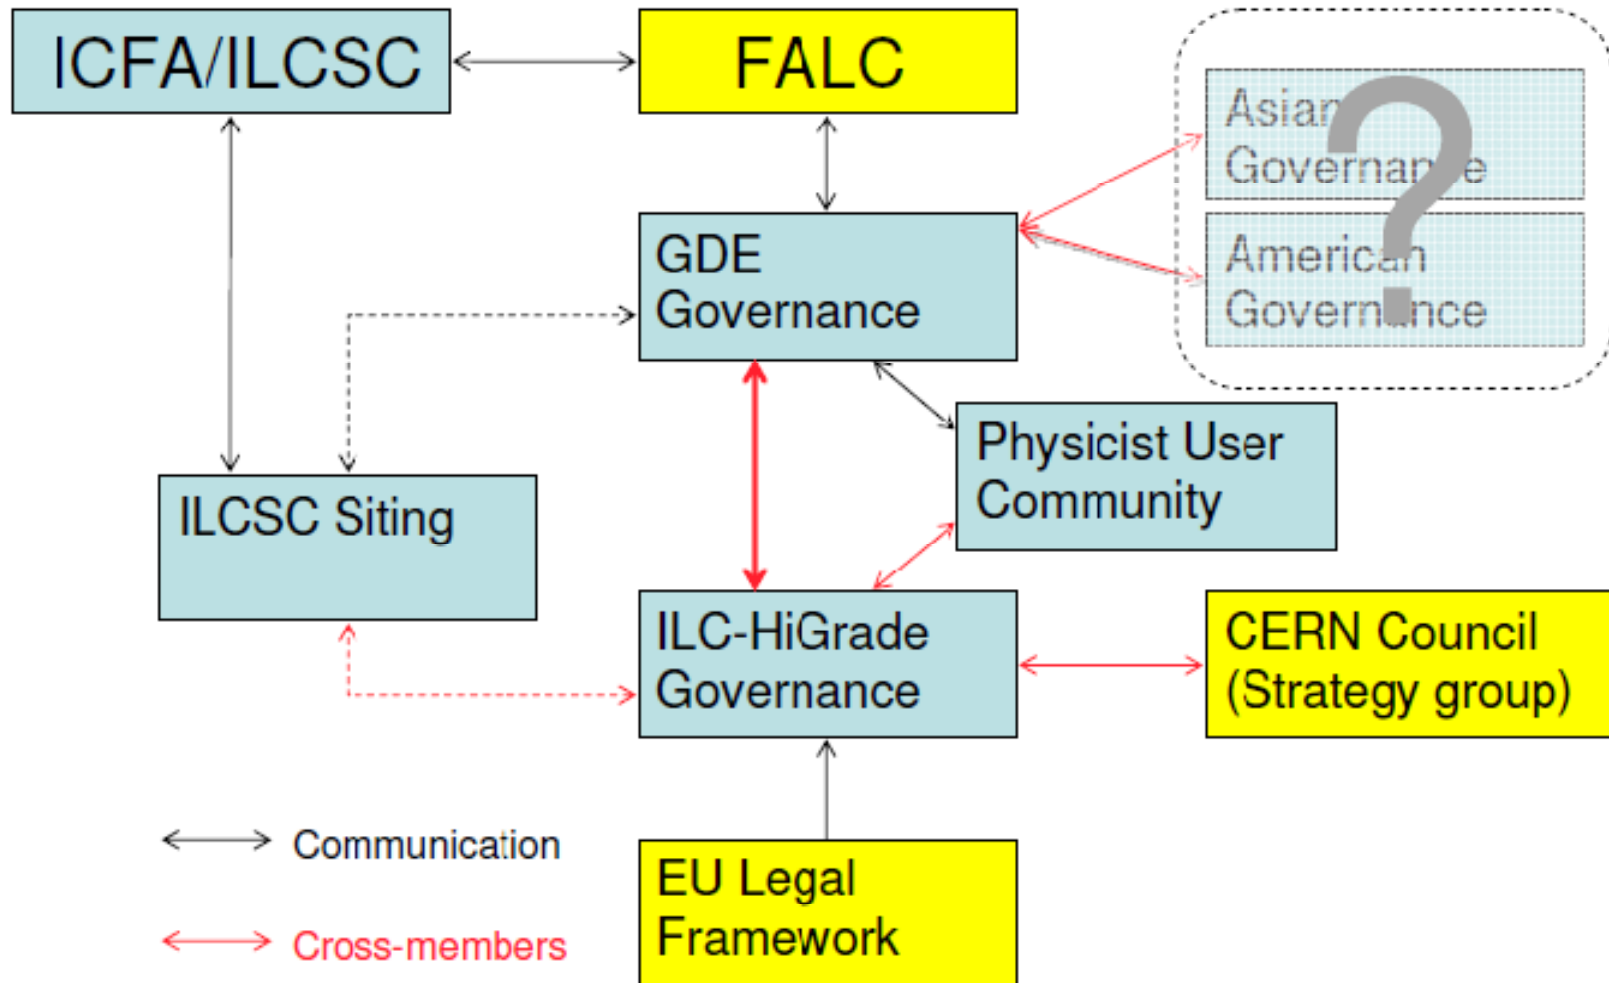 ICFA/ILCSC
FALC
Asian
Governance
?
American
Governance
GDE
Governance
Physicist User
Community
ILCSC Siting
ILC-HiGrade
Governance
CERN Council
(Strategy group)
Communication
EU Legal
Framework
Cross-members